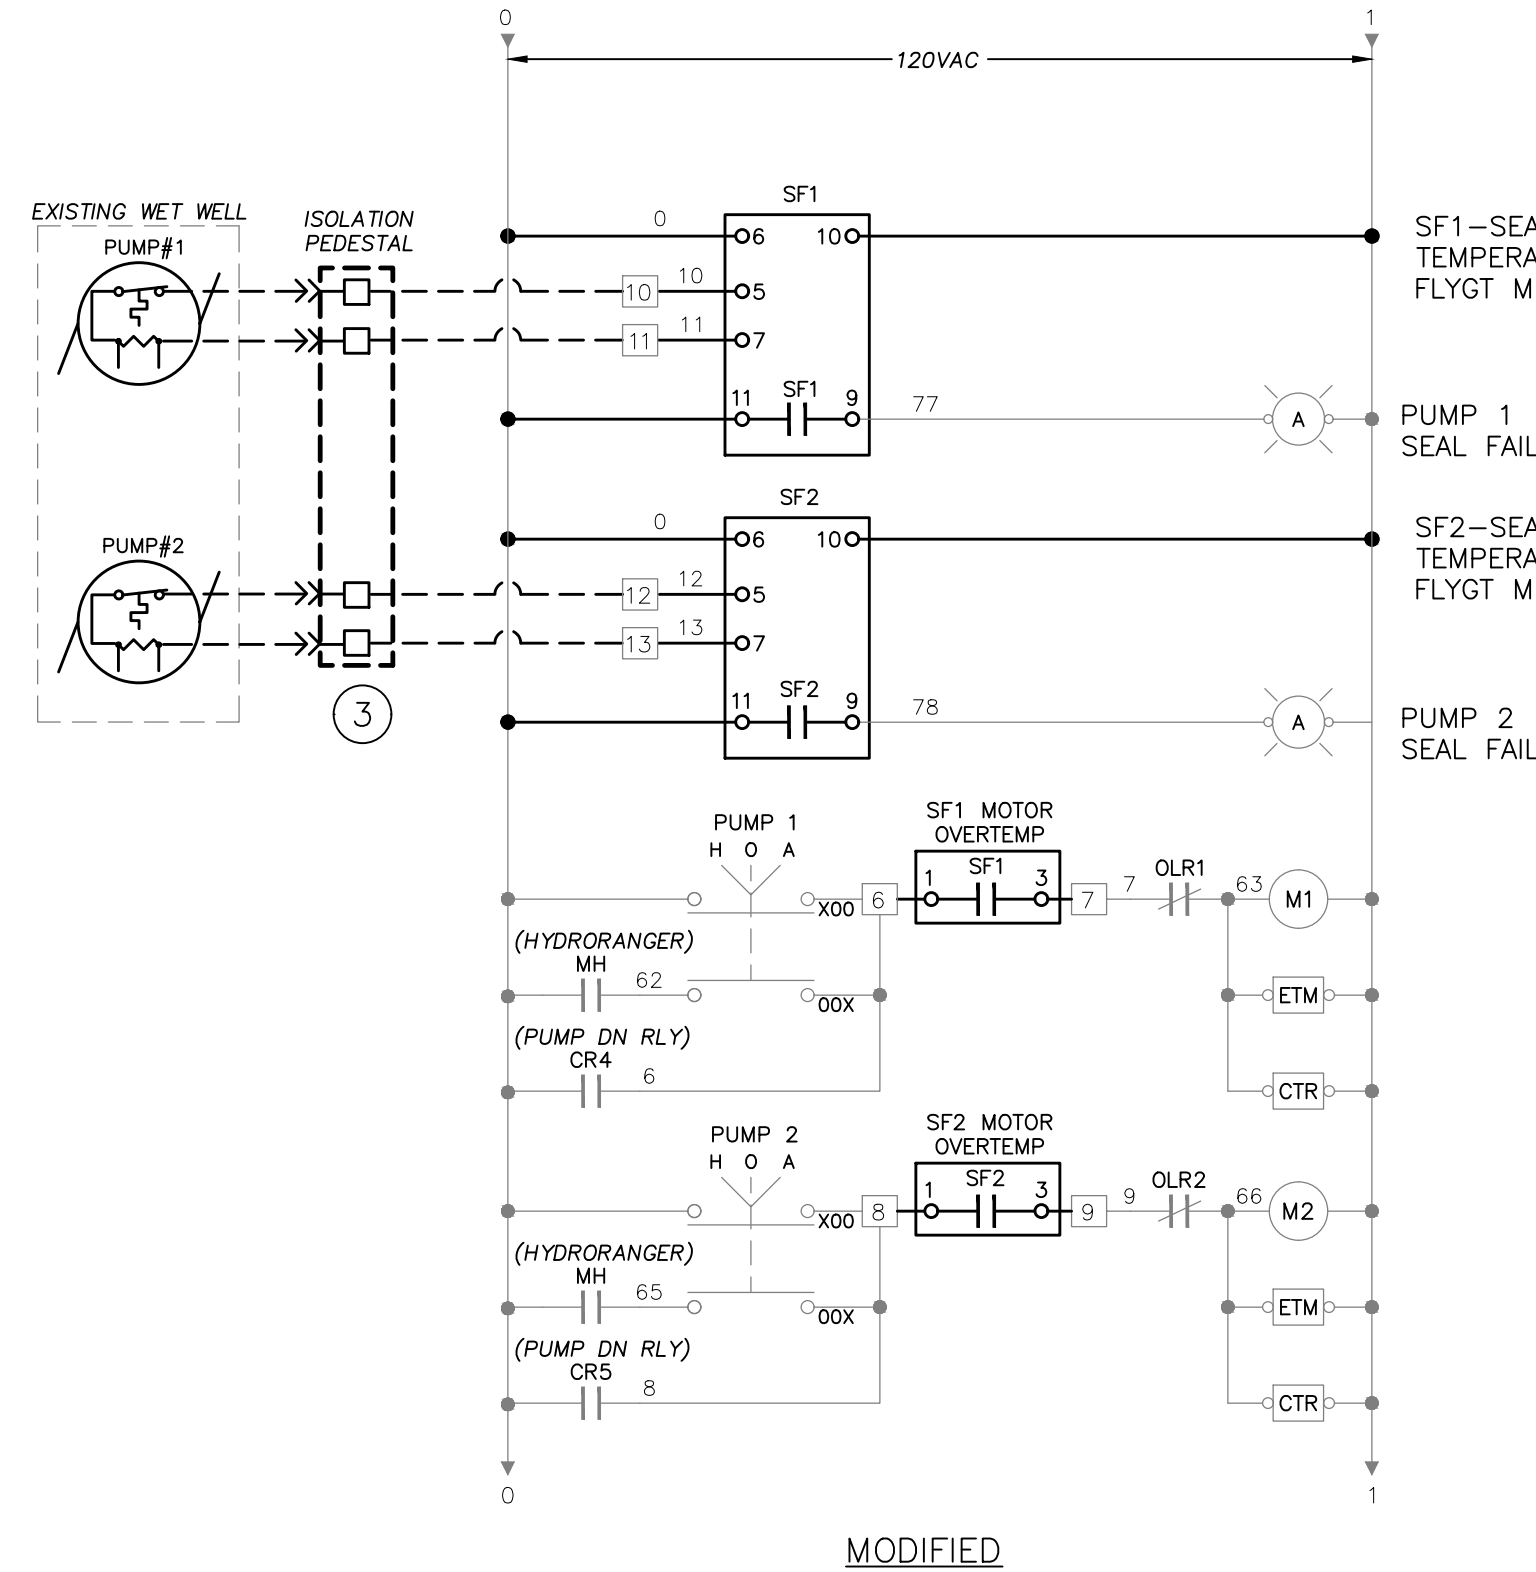 0
1
120VAC
EXISTING WET WELL
PUMP#1
ISOLATION
PEDESTAL
SF1
0
6
10
SF1-SEA
TEMPERA
FLYGT M
10
10
5
11
11
7
11
SF1
9
77
A
PUMP 1
SEAL FAIL
SF2
0
6
10
SF2-SEA
TEMPERA
FLYGT M
PUMP#2
12
12
5
13
13
7
3
11
SF2
9
78
A
PUMP 2
SEAL FAIL
PUMP 1
H O A
SF1 MOTOR
OVERTEMP
X00
6
1
SF1
3
7
7
OLR1
63
M1
(HYDRORANGER)
MH
62
00X
ETM
(PUMP DN RLY)
CR4
6
CTR
PUMP 2
H O A
SF2 MOTOR
OVERTEMP
X00
8
1
SF2
3
9
9
OLR2
66
M2
(HYDRORANGER)
MH
65
00X
ETM
(PUMP DN RLY)
CR5
8
CTR
0
1
MODIFIED